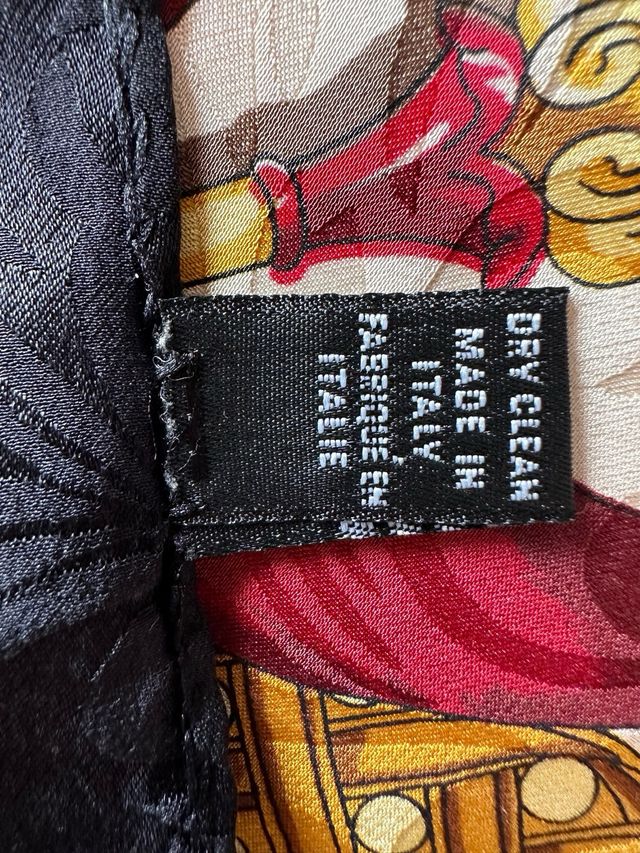 DRY CLEAN
MADE IN
ITALY
FABRIQUÉ EN
ITALIE